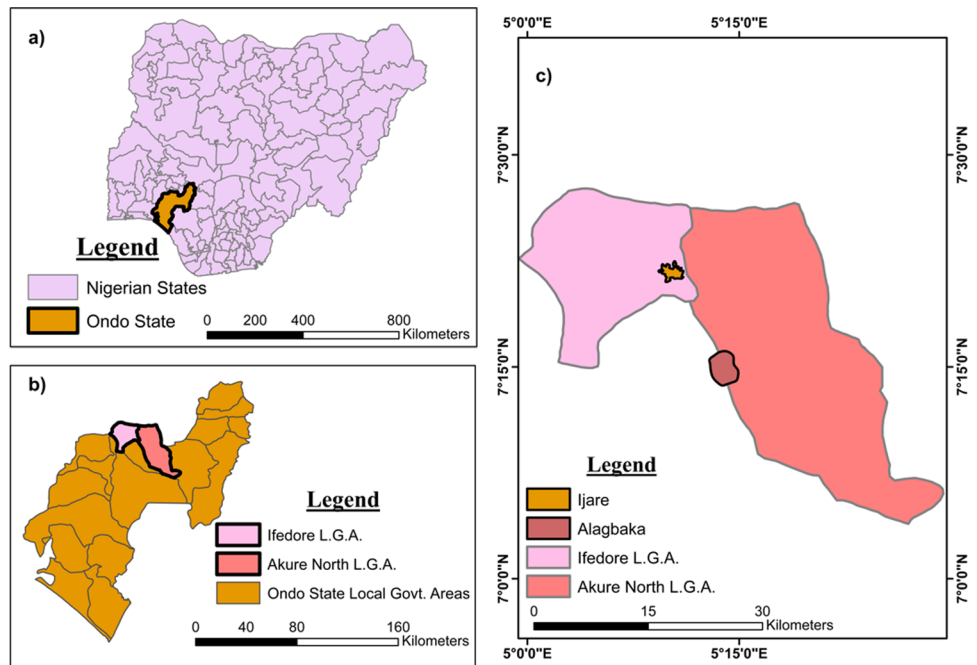 a)
Legend
Nigerian States
Ondo State
0 200 400 800
Kilometers
b)
Legend
Ifedore L.G.A.
Akure North L.G.A.
Ondo State Local Govt. Areas
0 40 80 160
Kilometers
5°0'0"E 5°15'0"E
c)
7°30'0"N 7°30'0"N
7°15'0"N 7°15'0"N
7°0'0"N 7°0'0"N
Legend
Ijare
Alagbaka
Ifedore L.G.A.
Akure North L.G.A.
0 15 30
Kilometers
5°0'0"E 5°15'0"E